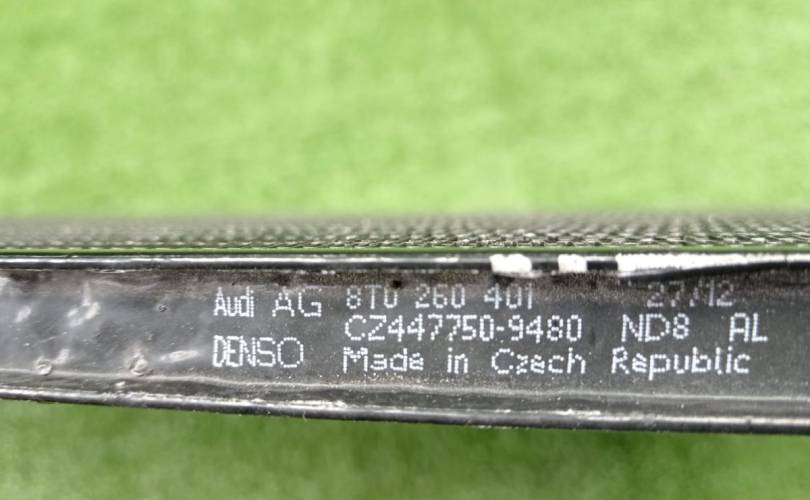 Audi AG 8T0 260 401 27/12
CZ447750-9480 ND8 AL
DENSO Made in Czech Republic